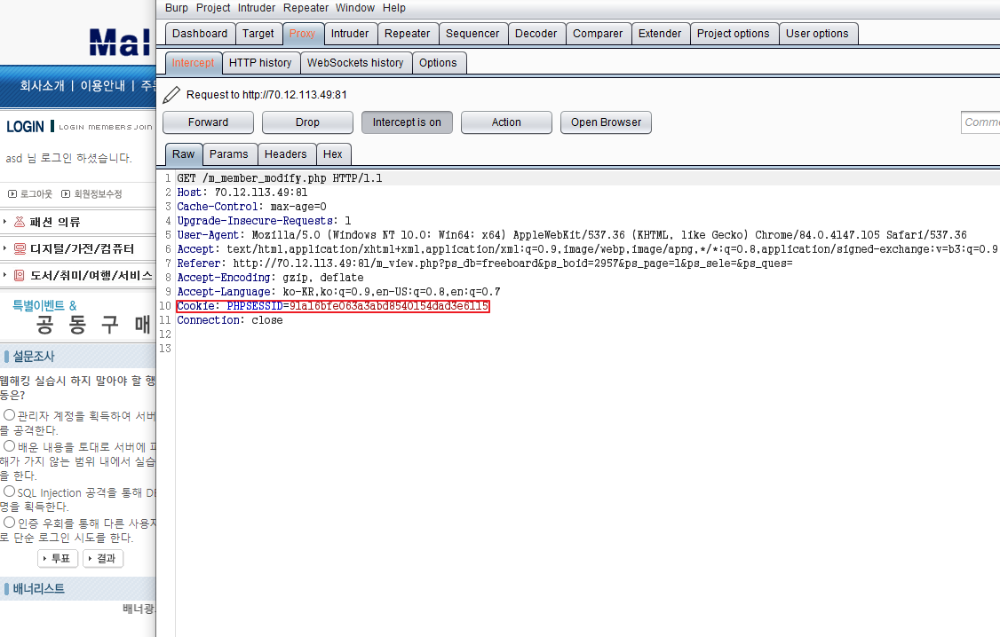 Burp Project Intruder Repeater Window Help
Dashboard Target Proxy Intruder Repeater Sequencer Decoder Comparer Extender Project options User options
Intercept HTTP history WebSockets history Options
Request to http://70.12.113.49:81
Forward Drop Intercept is on Action Open Browser
Raw Params Headers Hex
1 GET /m_member_modify.php HTTP/1.1
2 Host: 70.12.113.49:81
3 Cache-Control: max-age=0
4 Upgrade-Insecure-Requests: 1
5 User-Agent: Mozilla/5.0 (Windows NT 10.0; Win64; x64) AppleWebKit/537.36 (KHTML, like Gecko) Chrome/84.0.4147.105 Safari/537.36
6 Accept: text/html,application/xhtml+xml,application/xml;q=0.9,image/webp,image/apng,*/*;q=0.8,application/signed-exchange;v=b3;q=0.9
7 Referer: http://70.12.113.49:81/m_view.php?ps_db=freeboard&ps_boid=2957&ps_page=1&ps_sele=&ps_ques=
8 Accept-Encoding: gzip, deflate
9 Accept-Language: ko-KR,ko;q=0.9,en-US;q=0.8,en;q=0.7
10 Cookie: PHPSESSID=91a16bfe063a3abd8540154dad3e6115
11 Connection: close
12
13
Mal
회사소개 | 이용안내 |
LOGIN LOGIN MEMBERS JOIN
asd 님 로그인 하셨습니다.
로그아웃 회원정보수정
패션 의류
디지털/가전/컴퓨터
도서/취미/여행/서비스
특별이벤트 &
공 동 구 매
설문조사
웹해킹 실습시 하지 말아야 할 행
동은?
관리자 계정을 획득하여 서버
를 공격한다.
배운 내용을 토대로 서버에 피
해가 가지 않는 범위 내에서 실습
을 한다.
SQL Injection 공격을 통해 DB
명을 획득한다.
인증 우회를 통해 다른 사용자
로 단순 로그인 시도를 한다.
투표 결과
배너리스트
배너광